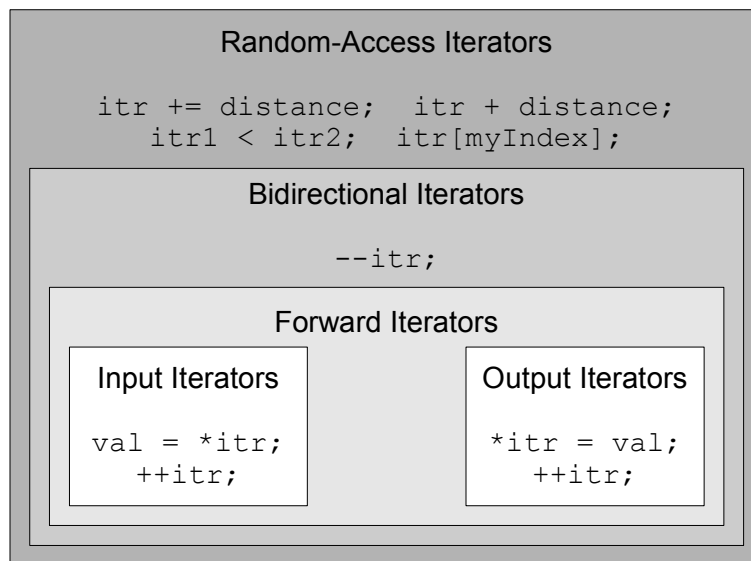 Random-Access Iterators
itr += distance;  itr + distance;
itr1 < itr2;  itr[myIndex];
Bidirectional Iterators
--itr;
Forward Iterators
Input Iterators
val = *itr;
++itr;
Output Iterators
*itr = val;
++itr;